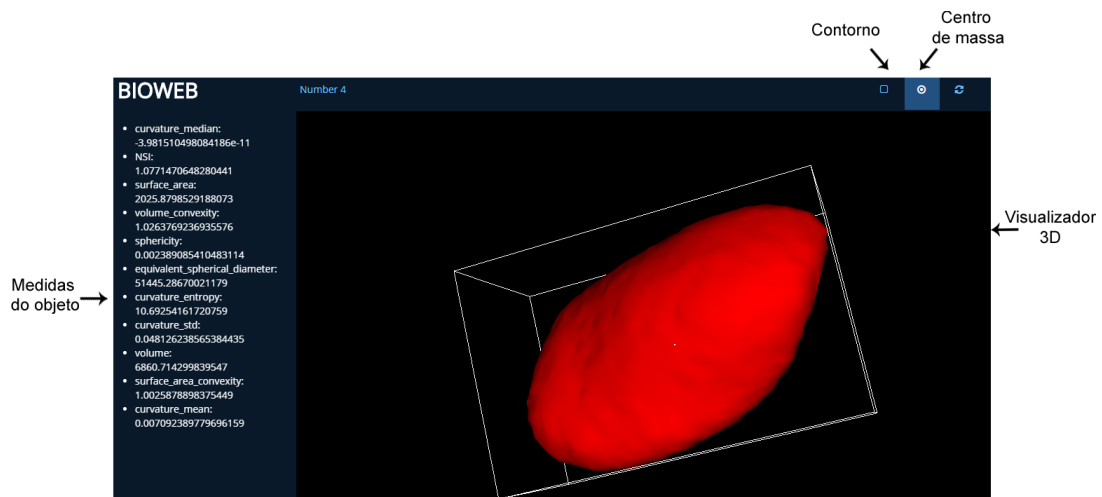 Contorno
Centro
de massa
BIOWEB
Number 4
curvature_median:
-3.981510498084186e-11
NSI:
1.0771470648280441
surface_area:
2025.8798529188073
volume_convexity:
1.0263769236935576
sphericity:
0.002389085410483114
equivalent_spherical_diameter:
51445.28670021179
curvature_entropy:
10.69254161720759
curvature_std:
0.048126238565384435
volume:
6860.714299839547
surface_area_convexity:
1.0025878898375449
curvature_mean:
0.007092389779696159
Medidas
do objeto
Visualizador
3D